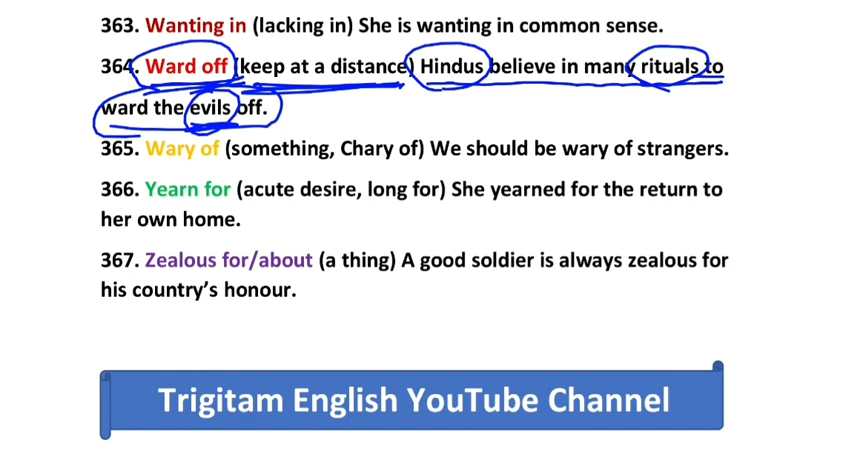 363. Wanting in (lacking in) She is wanting in common sense.
364. Ward off (keep at a distance) Hindus believe in many rituals to
ward the evils off.
365. Wary of (something, Chary of) We should be wary of strangers.
366. Yearn for (acute desire, long for) She yearned for the return to
her own home.
367. Zealous for/about (a thing) A good soldier is always zealous for
his country’s honour.
Trigitam English YouTube Channel